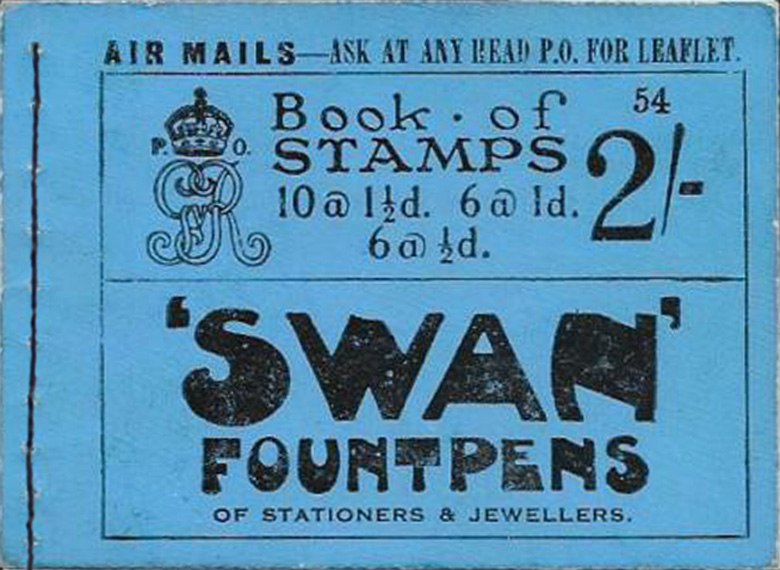 AIR MAILS—ASK AT ANY HEAD P.O. FOR LEAFLET.
P. O.
GR
Book · of
STAMPS
10 @ 1½d. 6 @ 1d.
6 @ ½d.
54
2/-
'SWAN'
FOUNTPENS
OF STATIONERS & JEWELLERS.